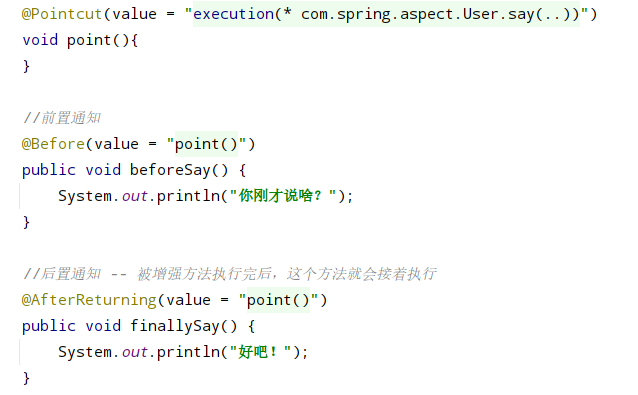 @Pointcut(value = "execution(* com.spring.aspect.User.say(..))")
void point(){
}
//前置通知
@Before(value = "point()")
public void beforeSay() {
System.out.println("你刚才说啥？");
}
//后置通知 -- 被增强方法执行完后，这个方法就会接着执行
@AfterReturning(value = "point()")
public void finallySay() {
System.out.println("好吧！");
}